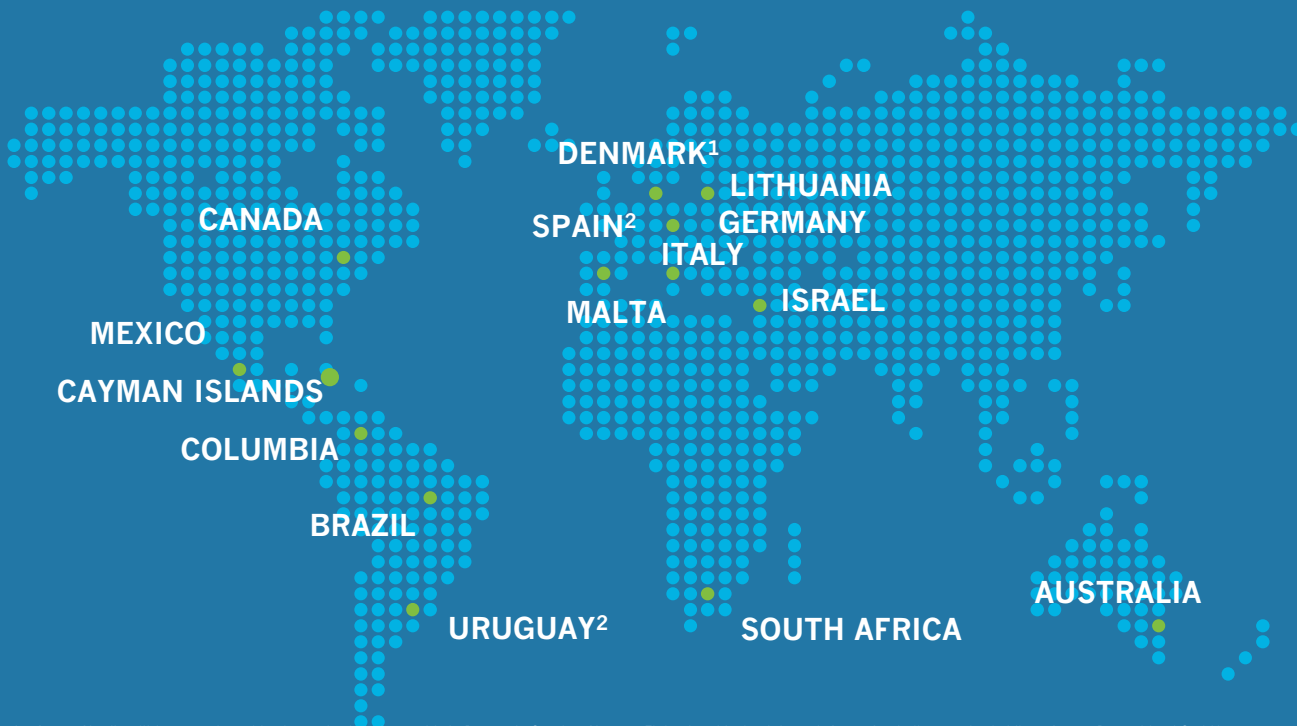 DENMARK¹
LITHUANIA
CANADA
SPAIN²
GERMANY
ITALY
ISRAEL
MALTA
MEXICO
CAYMAN ISLANDS
COLUMBIA
BRAZIL
AUSTRALIA
URUGUAY²
SOUTH AFRICA